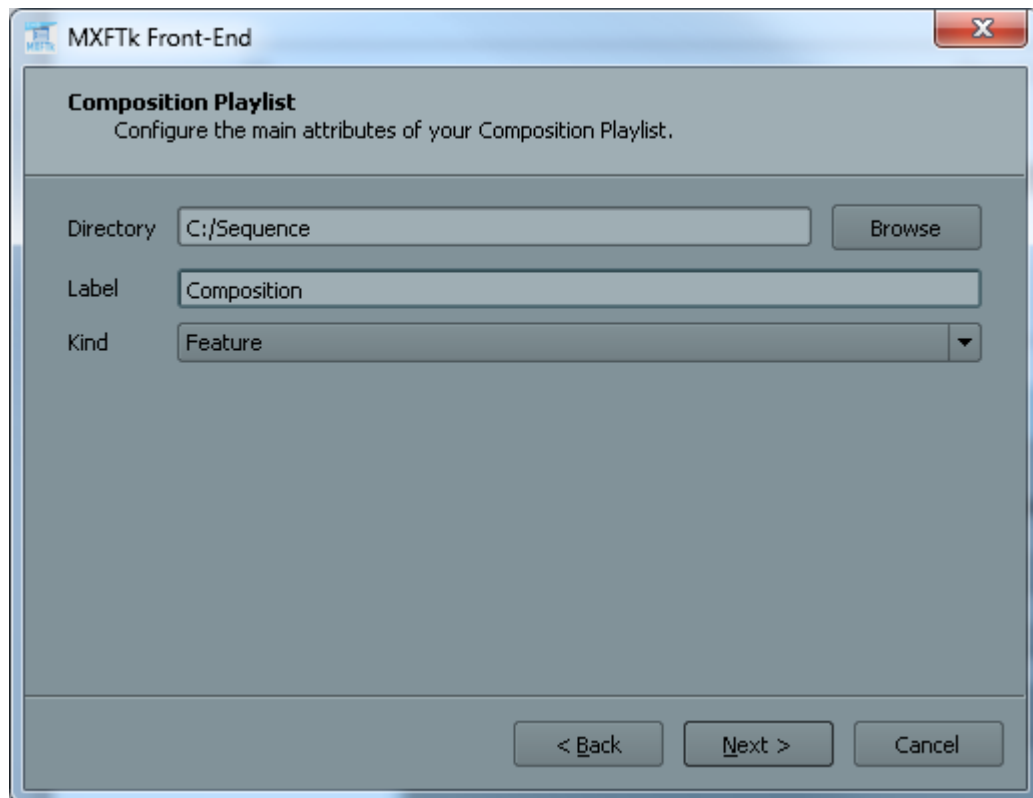 MXFTk Front-End
Composition Playlist
Configure the main attributes of your Composition Playlist.
Directory C:/Sequence Browse
Label Composition
Kind Feature
< Back Next > Cancel